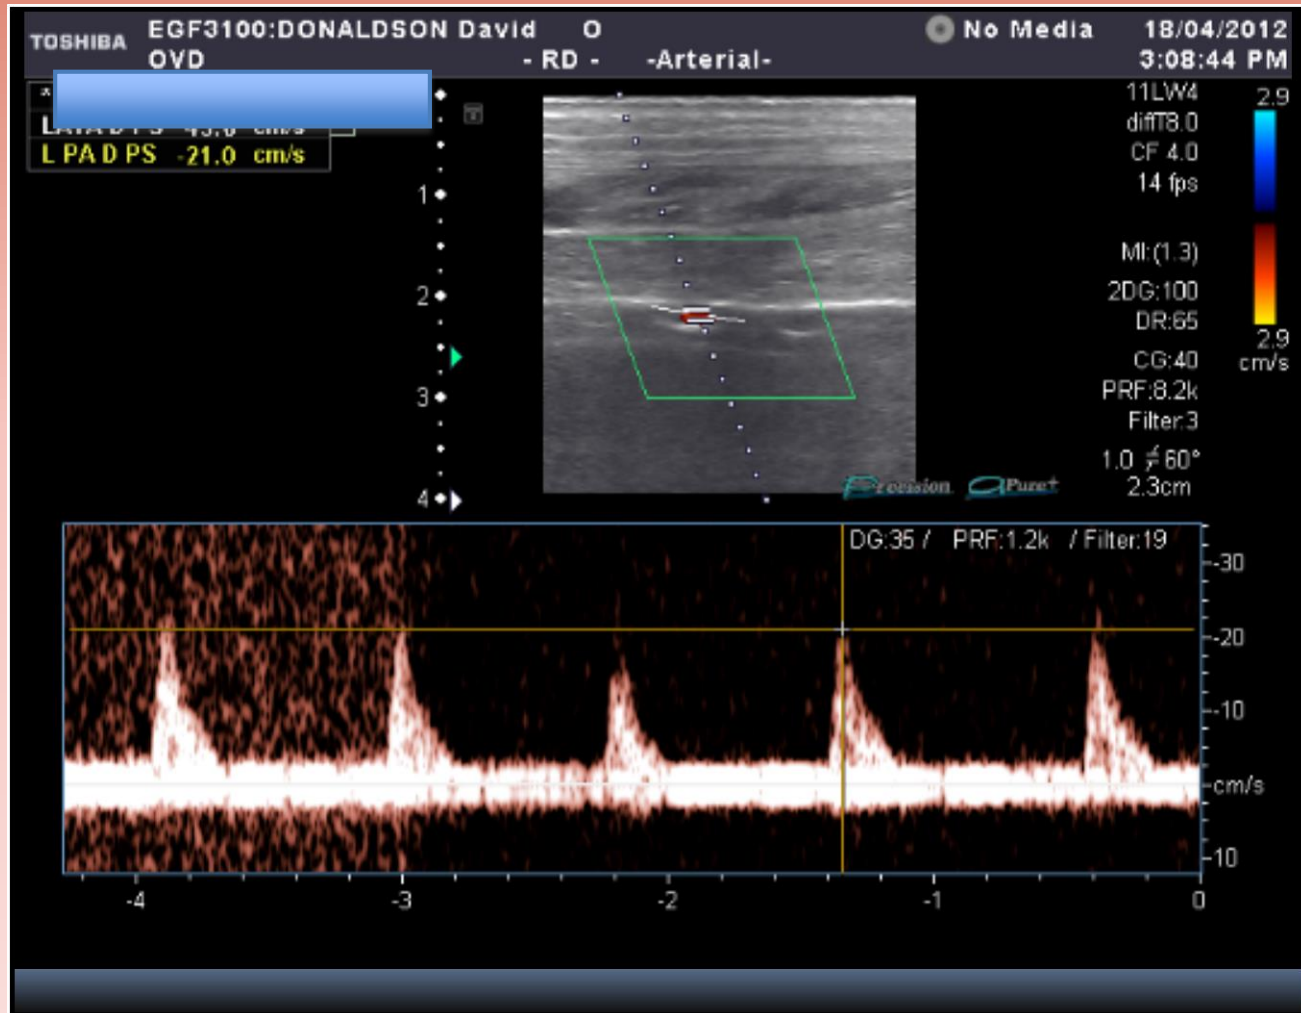 TOSHIBA EGF3100:DONALDSON David O No Media 18/04/2012
OVD - RD - -Arterial- 3:08:44 PM
cm/s
L PA D PS -21.0 cm/s
11LW4
diffT8.0
CF 4.0
14 fps
MI:(1.3)
2DG:100
DR:65
CG:40
PRF:8.2k
Filter:3
1.0 60°
2.3cm
2.9
2.9
cm/s
1
2
3
4
Precision APure+
DG:35 / PRF:1.2k / Filter:19
-30
-20
-10
cm/s
10
-4 -3 -2 -1 0